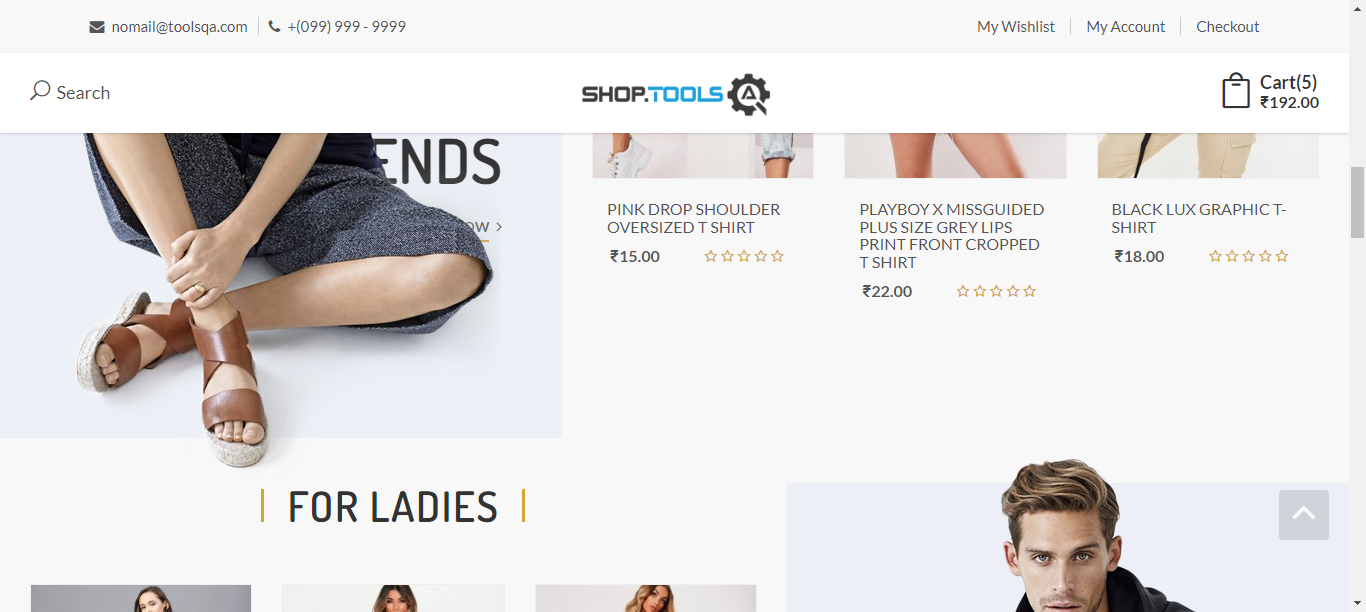 nomail@toolsqa.com
+(099) 999 - 9999
My Wishlist
My Account
Checkout
Search
SHOP.TOOLS
Cart(5)
₹192.00
ENDS
OW
PINK DROP SHOULDER
OVERSIZED T SHIRT
₹15.00
PLAYBOY X MISSGUIDED
PLUS SIZE GREY LIPS
PRINT FRONT CROPPED
T SHIRT
₹22.00
BLACK LUX GRAPHIC T-
SHIRT
₹18.00
FOR LADIES